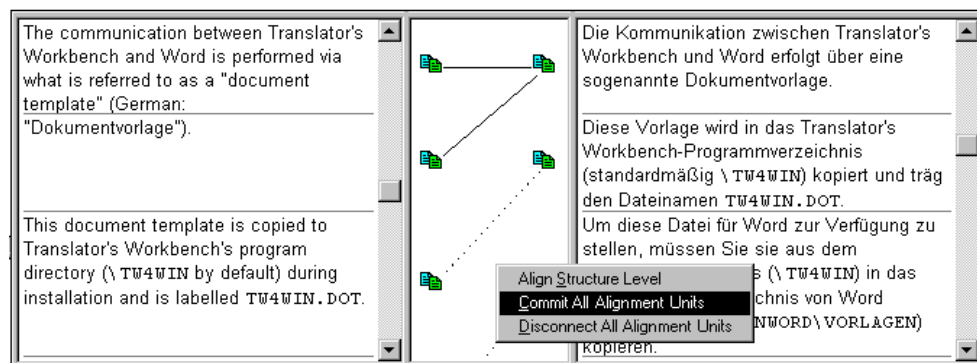 The communication between Translator's
Workbench and Word is performed via
what is referred to as a "document
template" (German:
"Dokumentvorlage").
This document template is copied to
Translator's Workbench's program
directory (\TW4WIN by default) during
installation and is labelled TW4WIN.DOT.
Align Structure Level
Commit All Alignment Units
Disconnect All Alignment Units
Die Kommunikation zwischen Translator's
Workbench und Word erfolgt über eine
sogenannte Dokumentvorlage.
Diese Vorlage wird in das Translator's
Workbench-Programmverzeichnis
(standardmäßig \TW4WIN) kopiert und träg
den Dateinamen TW4WIN.DOT.
Um diese Datei für Word zur Verfügung zu
stellen, müssen Sie sie aus dem
s (\TW4WIN) in das
chnis von Word
NWORD\VORLAGEN)
kopieren.